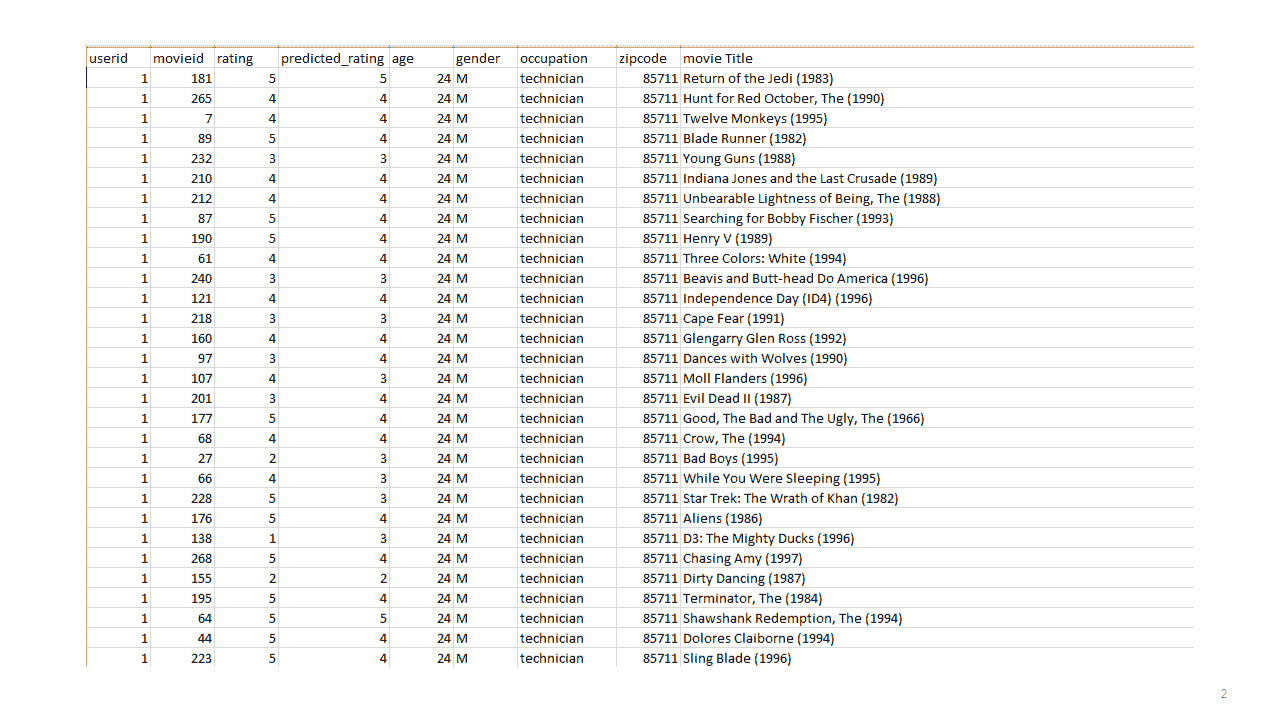 userid movieid rating predicted_rating age gender occupation zipcode movie Title
1 181 5 5 24 M technician 85711 Return of the Jedi (1983)
1 265 4 4 24 M technician 85711 Hunt for Red October, The (1990)
1 7 4 4 24 M technician 85711 Twelve Monkeys (1995)
1 89 5 4 24 M technician 85711 Blade Runner (1982)
1 232 3 3 24 M technician 85711 Young Guns (1988)
1 210 4 4 24 M technician 85711 Indiana Jones and the Last Crusade (1989)
1 212 4 4 24 M technician 85711 Unbearable Lightness of Being, The (1988)
1 87 5 4 24 M technician 85711 Searching for Bobby Fischer (1993)
1 190 5 4 24 M technician 85711 Henry V (1989)
1 61 4 4 24 M technician 85711 Three Colors: White (1994)
1 240 3 3 24 M technician 85711 Beavis and Butt-head Do America (1996)
1 121 4 4 24 M technician 85711 Independence Day (ID4) (1996)
1 218 3 3 24 M technician 85711 Cape Fear (1991)
1 160 4 4 24 M technician 85711 Glengarry Glen Ross (1992)
1 97 3 4 24 M technician 85711 Dances with Wolves (1990)
1 107 4 3 24 M technician 85711 Moll Flanders (1996)
1 201 3 4 24 M technician 85711 Evil Dead II (1987)
1 177 5 4 24 M technician 85711 Good, The Bad and The Ugly, The (1966)
1 68 4 4 24 M technician 85711 Crow, The (1994)
1 27 2 3 24 M technician 85711 Bad Boys (1995)
1 66 4 3 24 M technician 85711 While You Were Sleeping (1995)
1 228 5 3 24 M technician 85711 Star Trek: The Wrath of Khan (1982)
1 176 5 4 24 M technician 85711 Aliens (1986)
1 138 1 3 24 M technician 85711 D3: The Mighty Ducks (1996)
1 268 5 4 24 M technician 85711 Chasing Amy (1997)
1 155 2 2 24 M technician 85711 Dirty Dancing (1987)
1 195 5 4 24 M technician 85711 Terminator, The (1984)
1 64 5 5 24 M technician 85711 Shawshank Redemption, The (1994)
1 44 5 4 24 M technician 85711 Dolores Claiborne (1994)
1 223 5 4 24 M technician 85711 Sling Blade (1996)
2